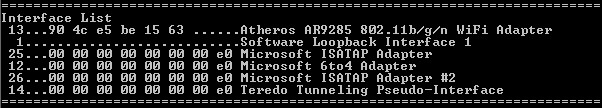 ===========================================================================
Interface List
 13...90 4c e5 be 15 63 ......Atheros AR9285 802.11b/g/n WiFi Adapter
  1...........................Software Loopback Interface 1
 25...00 00 00 00 00 00 00 e0 Microsoft ISATAP Adapter
 12...00 00 00 00 00 00 00 e0 Microsoft 6to4 Adapter
 26...00 00 00 00 00 00 00 e0 Microsoft ISATAP Adapter #2
 14...00 00 00 00 00 00 00 e0 Teredo Tunneling Pseudo-Interface
===========================================================================